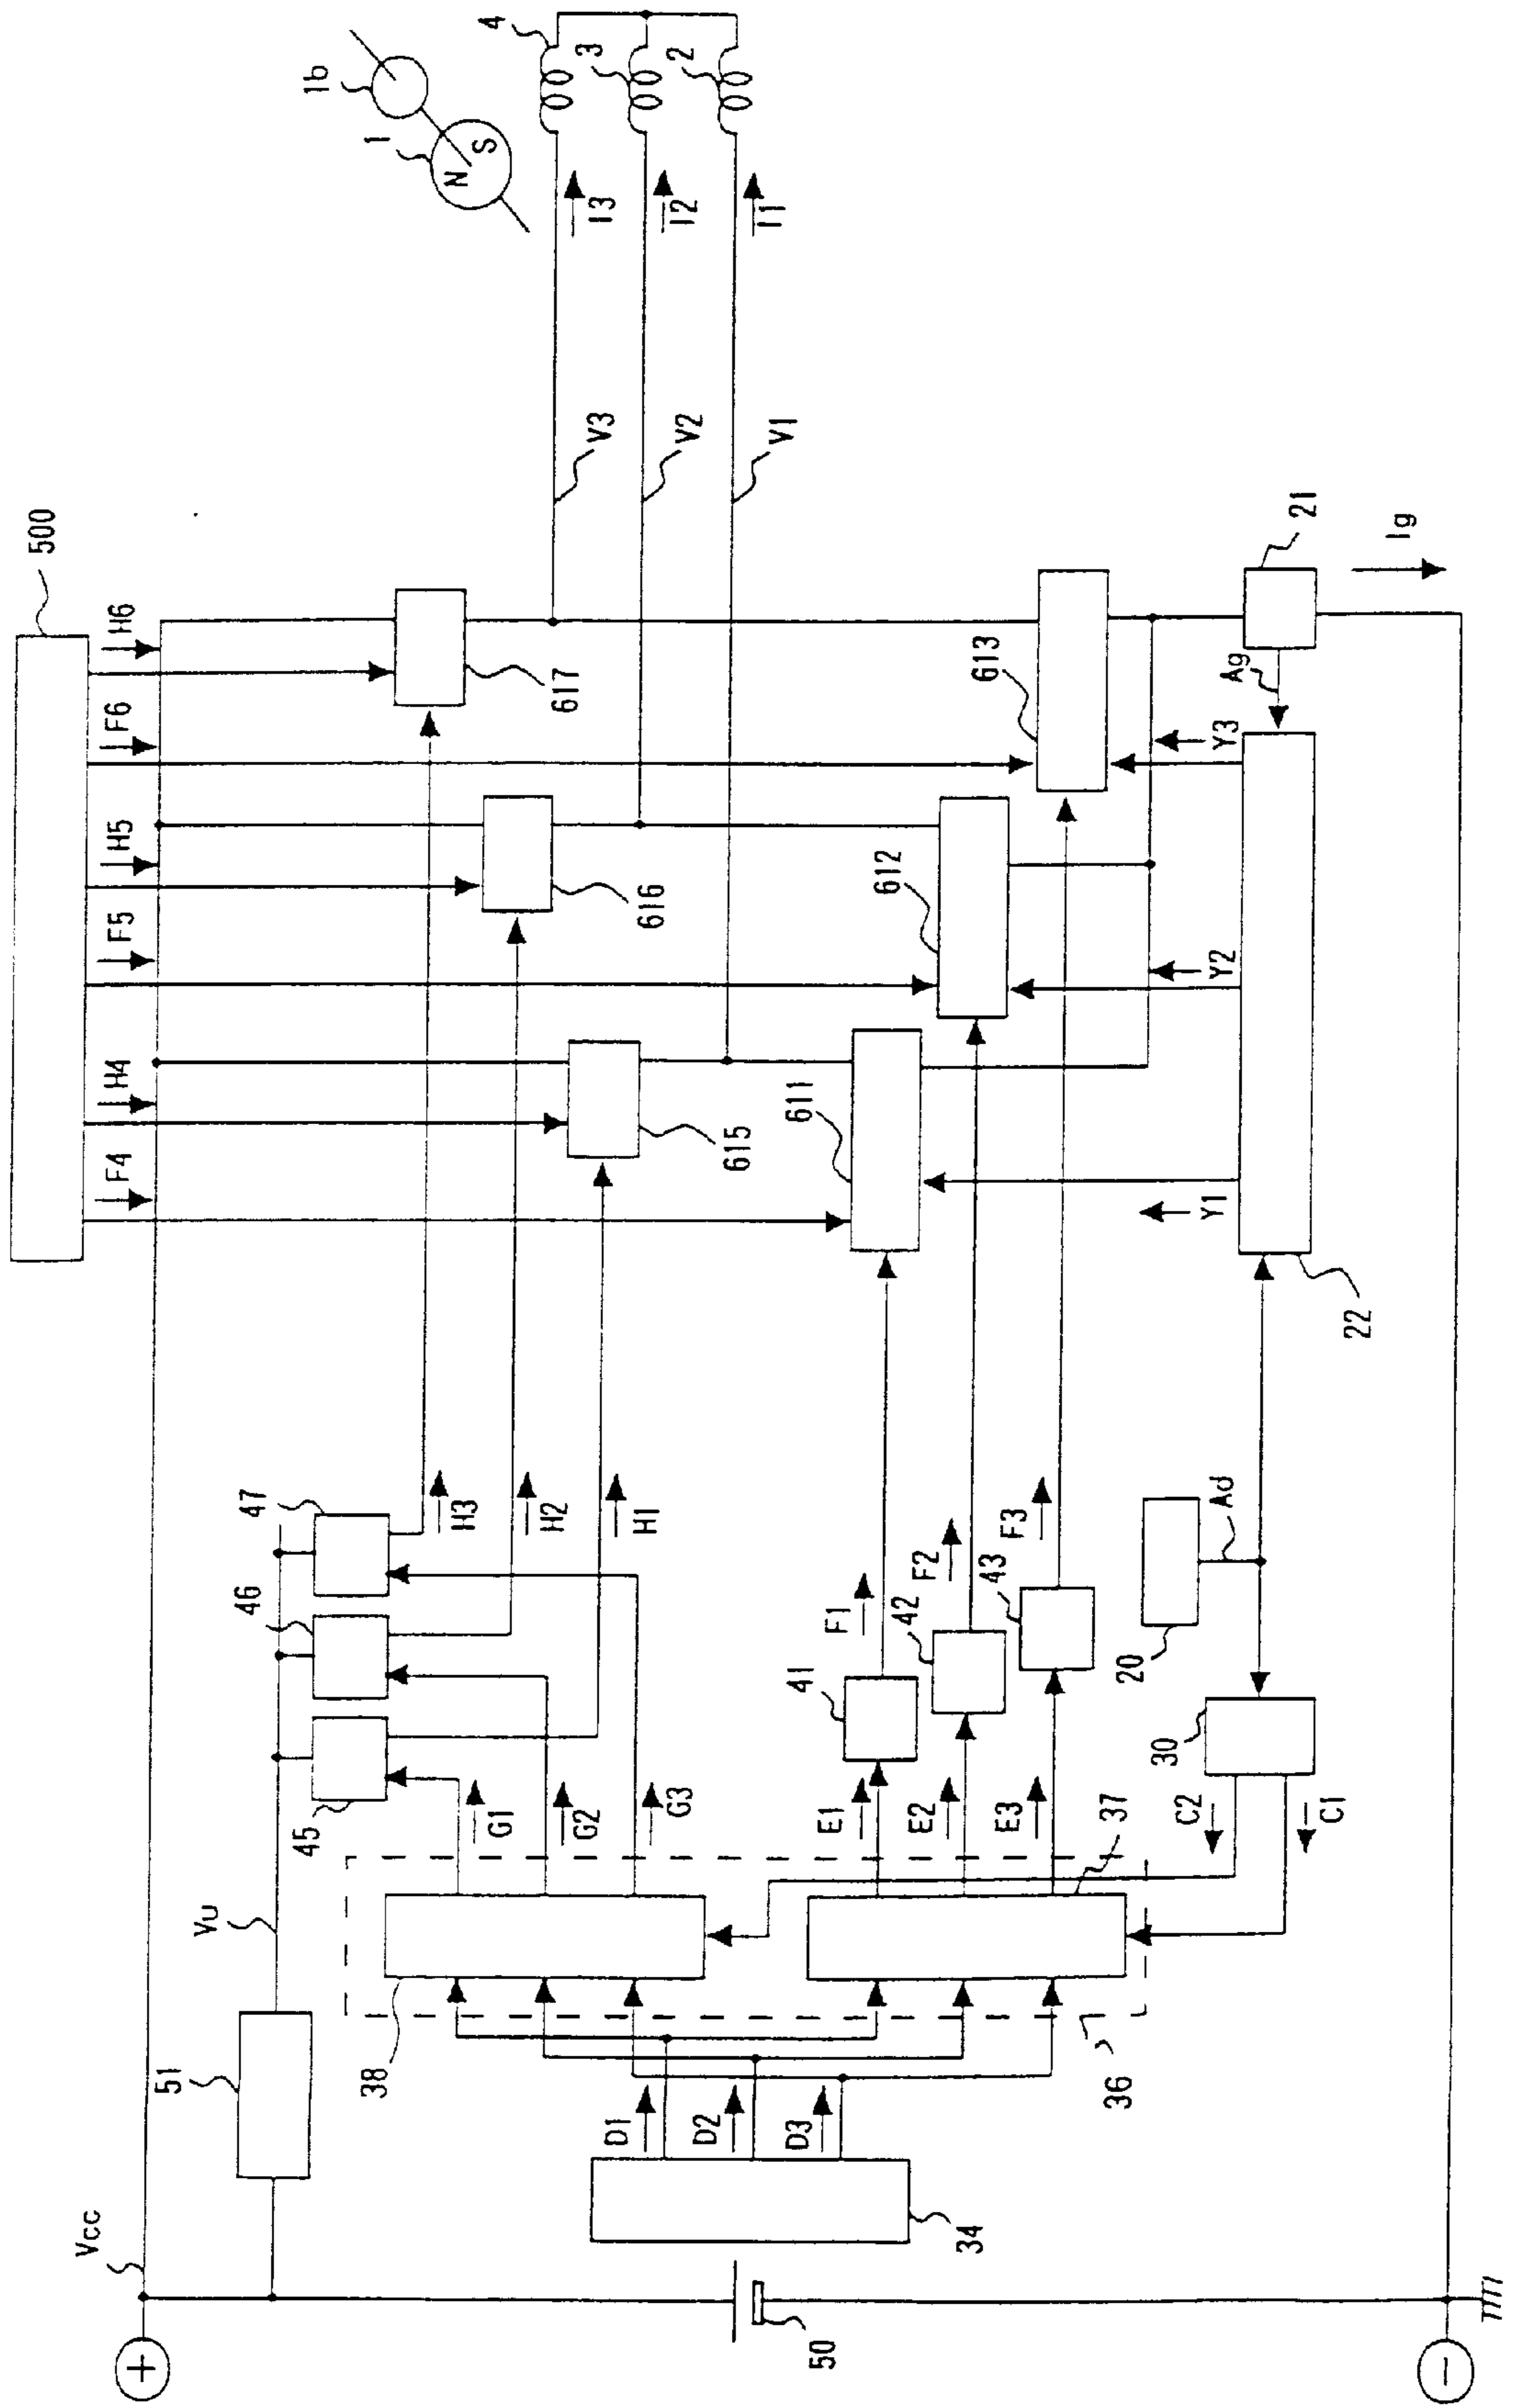 500
H6
F6
H5
F5
H4
F4
1b
1
N S
4
3
2
I3
I2
I1
V3
V2
V1
617
616
615
613
612
611
21
Ig
Ag
Y3
Y2
Y1
22
47
46
45
H3
H2
H1
G1
G2
G3
Vu
51
Vcc
38
36
37
D1
D2
D3
34
50
E1
E2
E3
41
42
43
F1
F2
F3
20
Ad
30
C2
C1
+
−